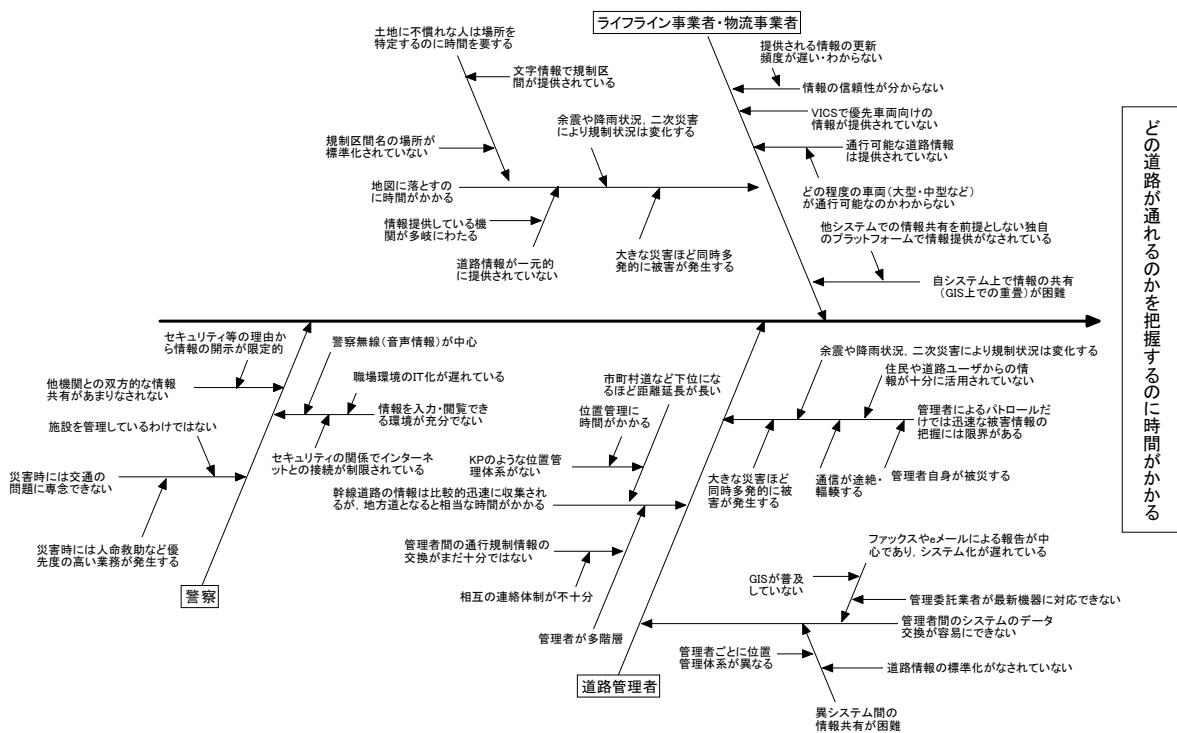 ライフライン事業者・物流事業者
土地に不慣れな人は場所を
特定するのに時間を要する
文字情報で規制区
間が提供されている
規制区間名の場所が
標準化されていない
地図に落とすの
に時間がかかる
余震や降雨状況，二次災害
により規制状況は変化する
情報提供している機
関が多岐にわたる
道路情報が一元的
に提供されていない
大きな災害ほど同時多
発的に被害が発生する
提供される情報の更新
頻度が遅い・わからない
情報の信頼性が分からない
VICSで優先車両向けの
情報が提供されていない
通行可能な道路情報
は提供されていない
どの程度の車両（大型・中型など）
が通行可能なのかわからない
他システムでの情報共有を前提としない独自
のプラットフォームで情報提供がなされている
自システム上で情報の共有
（GIS上での重畳）が困難
どの道路が通れるのかを把握するのに時間がかかる
セキュリティ等の理由か
ら情報の開示が限定的
他機関との双方的な情報
共有があまりなされない
警察無線（音声情報）が中心
職場環境のIT化が遅れている
情報を入力・閲覧でき
る環境が充分でない
セキュリティの関係でインターネ
ットとの接続が制限されている
施設を管理しているわけではない
災害時には交通の
問題に専念できない
災害時には人命救助など優
先度の高い業務が発生する
警察
市町村道など下位にな
るほど距離延長が長い
位置管理に
時間がかかる
KPのような位置管
理体系がない
幹線道路の情報は比較的迅速に収集され
るが，地方道となると相当な時間がかかる
管理者間の通行規制情報の
交換がまだ十分ではない
相互の連絡体制が不十分
管理者が多階層
道路管理者
余震や降雨状況，二次災害により規制状況は変化する
住民や道路ユーザからの情
報が十分に活用されていない
管理者によるパトロールだ
けでは迅速な被害情報の
把握には限界がある
大きな災害ほど
同時多発的に被
害が発生する
通信が途絶・
輻輳する
管理者自身が被災する
ファックスやeメールによる報告が中
心であり，システム化が遅れている
GISが普及
していない
管理委託業者が最新機器に対応できない
管理者間のシステムのデータ
交換が容易にできない
管理者ごとに位置
管理体系が異なる
道路情報の標準化がなされていない
異システム間の
情報共有が困難